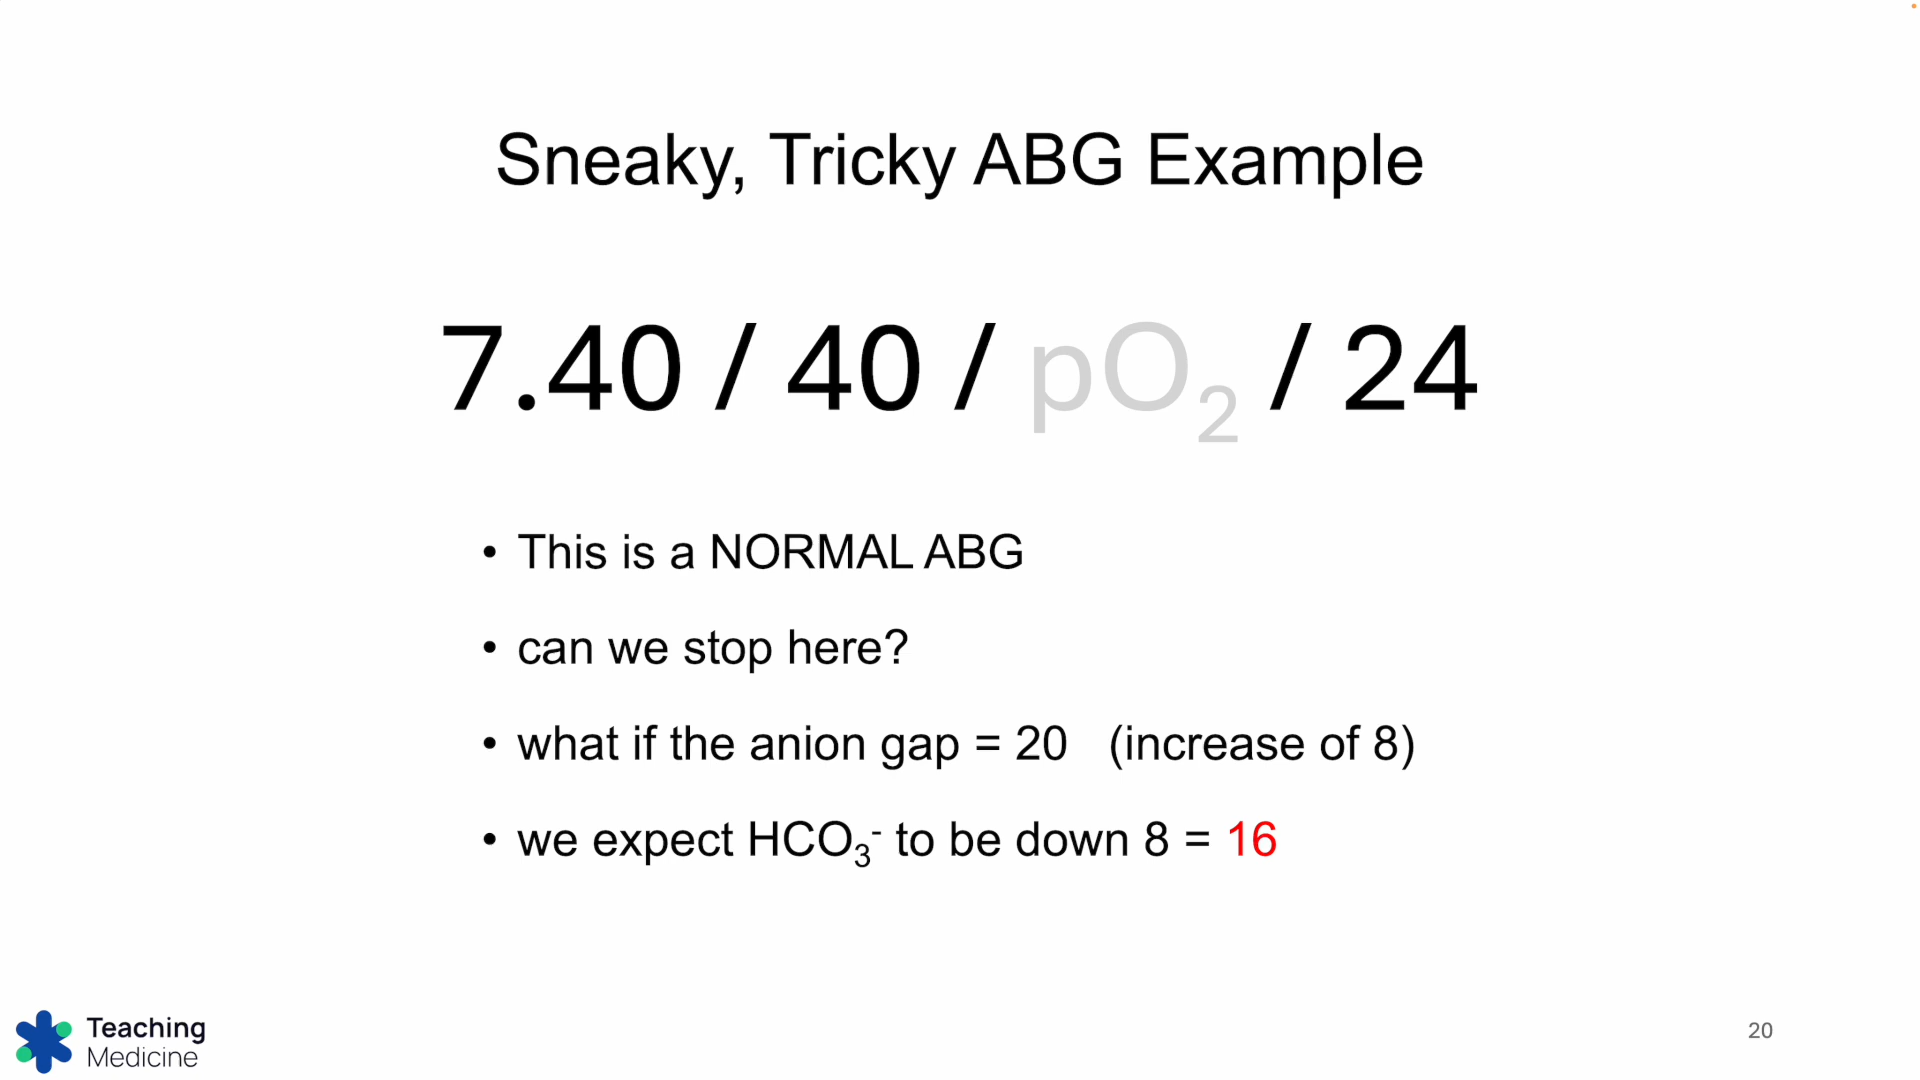 Sneaky, Tricky ABG Example
7.40 / 40 / pO₂ / 24
• This is a NORMAL ABG
• can we stop here?
• what if the anion gap = 20 (increase of 8)
• we expect HCO₃⁻ to be down 8 = 16
Teaching
Medicine
20